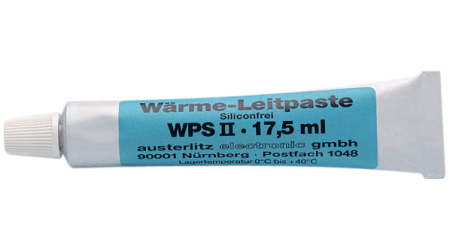 Wärme-Leitpaste
Siliconfrei
WPS II · 17,5 ml
austerlitz electronic gmbh
90001 Nürnberg · Postfach 1048
Lagertemperatur 0°C bis +40°C